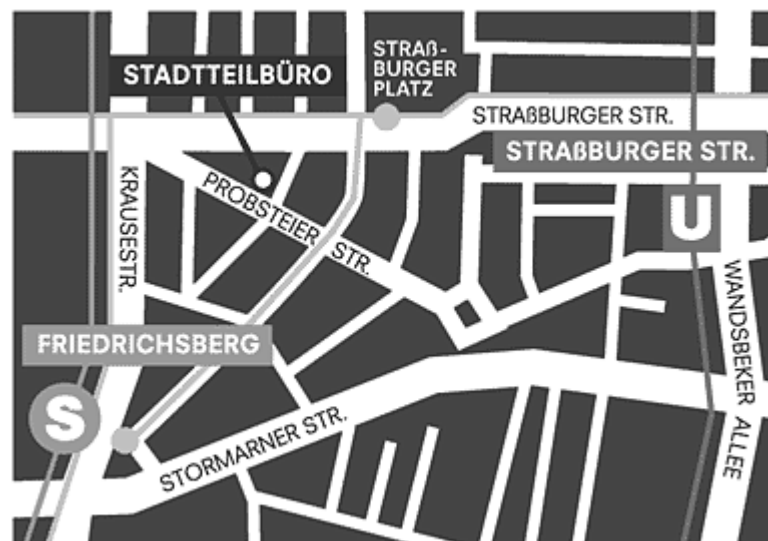 STRAß-
BURGER
PLATZ
STADTTEILBÜRO
STRAßBURGER STR.
STRAßBURGER STR.
KRAUSESTR.
PROBSTEIER STR.
U
WANDSBEKER ALLEE
FRIEDRICHSBERG
S
STORMARNER STR.